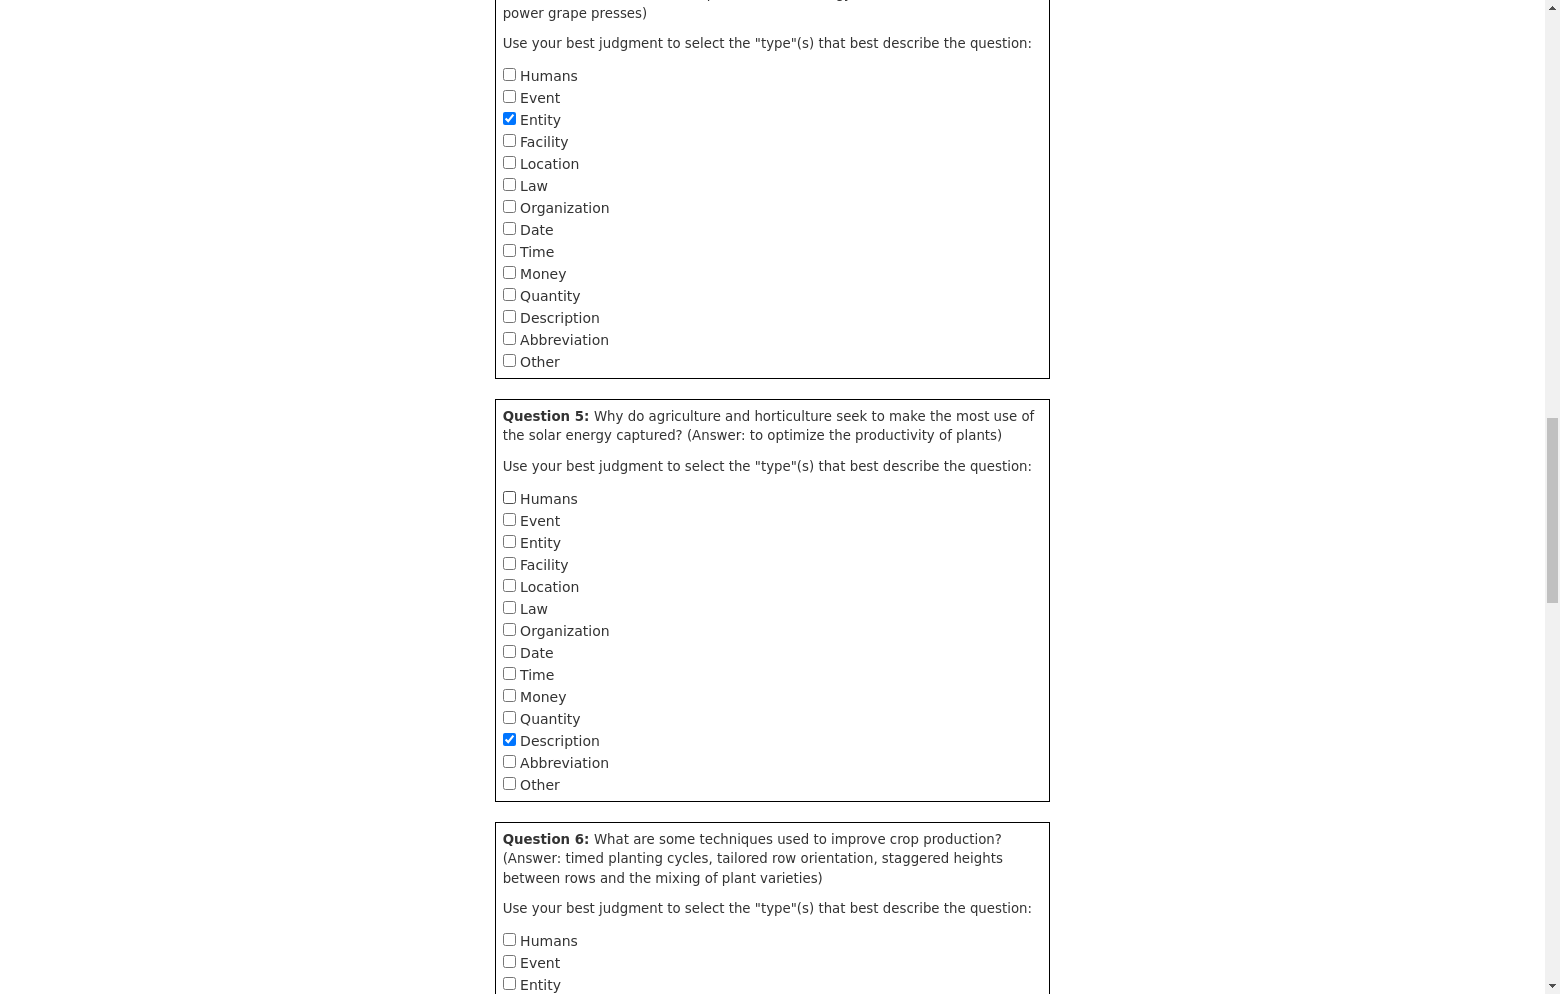 power grape presses)
Use your best judgment to select the "type"(s) that best describe the question:
Humans
Event
Entity
Facility
Location
Law
Organization
Date
Time
Money
Quantity
Description
Abbreviation
Other
Question 5: Why do agriculture and horticulture seek to make the most use of
the solar energy captured? (Answer: to optimize the productivity of plants)
Use your best judgment to select the "type"(s) that best describe the question:
Humans
Event
Entity
Facility
Location
Law
Organization
Date
Time
Money
Quantity
Description
Abbreviation
Other
Question 6: What are some techniques used to improve crop production?
(Answer: timed planting cycles, tailored row orientation, staggered heights
between rows and the mixing of plant varieties)
Use your best judgment to select the "type"(s) that best describe the question:
Humans
Event
Entity